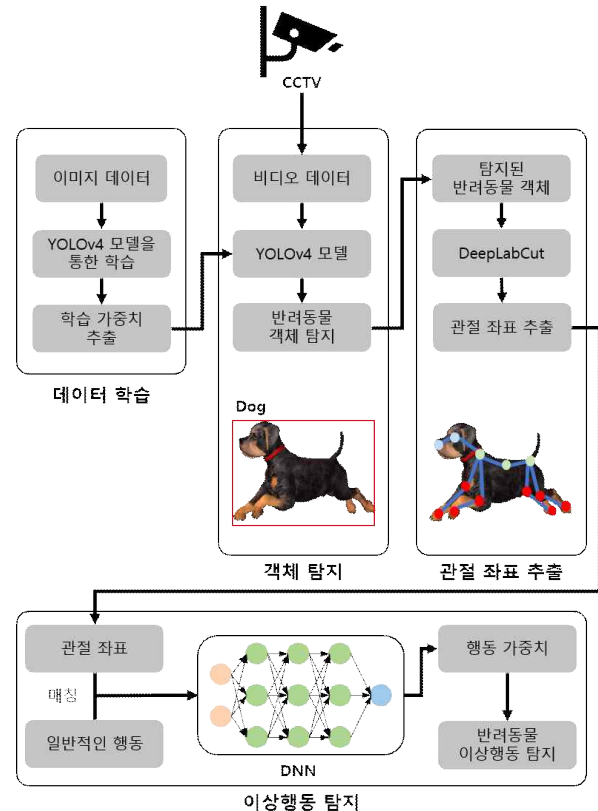 CCTV
이미지 데이터
YOLOv4 모델을
통한 학습
학습 가중치
추출
데이터 학습
비디오 데이터
YOLOv4 모델
반려동물
객체 탐지
Dog
객체 탐지
탐지된
반려동물 객체
DeepLabCut
관절 좌표 추출
관절 좌표 추출
관절 좌표
매칭
일반적인 행동
DNN
행동 가중치
반려동물
이상행동 탐지
이상행동 탐지